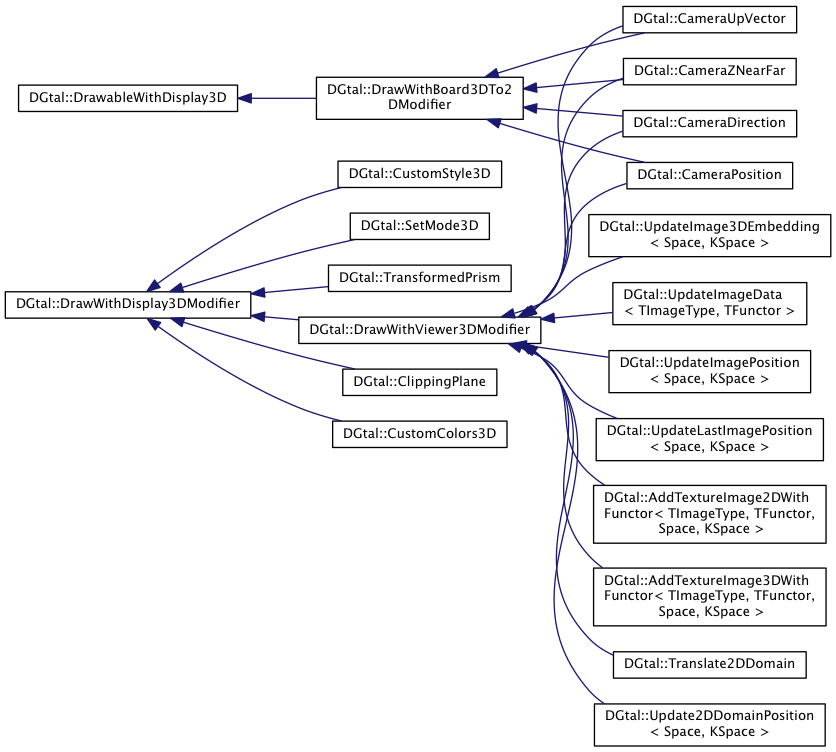 DGtal::DrawableWithDisplay3D
DGtal::DrawWithBoard3DTo2
DModifier
DGtal::CameraUpVector
DGtal::CameraZNearFar
DGtal::CameraDirection
DGtal::CameraPosition
DGtal::DrawWithDisplay3DModifier
DGtal::CustomStyle3D
DGtal::SetMode3D
DGtal::TransformedPrism
DGtal::DrawWithViewer3DModifier
DGtal::ClippingPlane
DGtal::CustomColors3D
DGtal::UpdateImage3DEmbedding
< Space, KSpace >
DGtal::UpdateImageData
< TImageType, TFunctor >
DGtal::UpdateImagePosition
< Space, KSpace >
DGtal::UpdateLastImagePosition
< Space, KSpace >
DGtal::AddTextureImage2DWith
Functor< TImageType, TFunctor,
Space, KSpace >
DGtal::AddTextureImage3DWith
Functor< TImageType, TFunctor,
Space, KSpace >
DGtal::Translate2DDomain
DGtal::Update2DDomainPosition
< Space, KSpace >